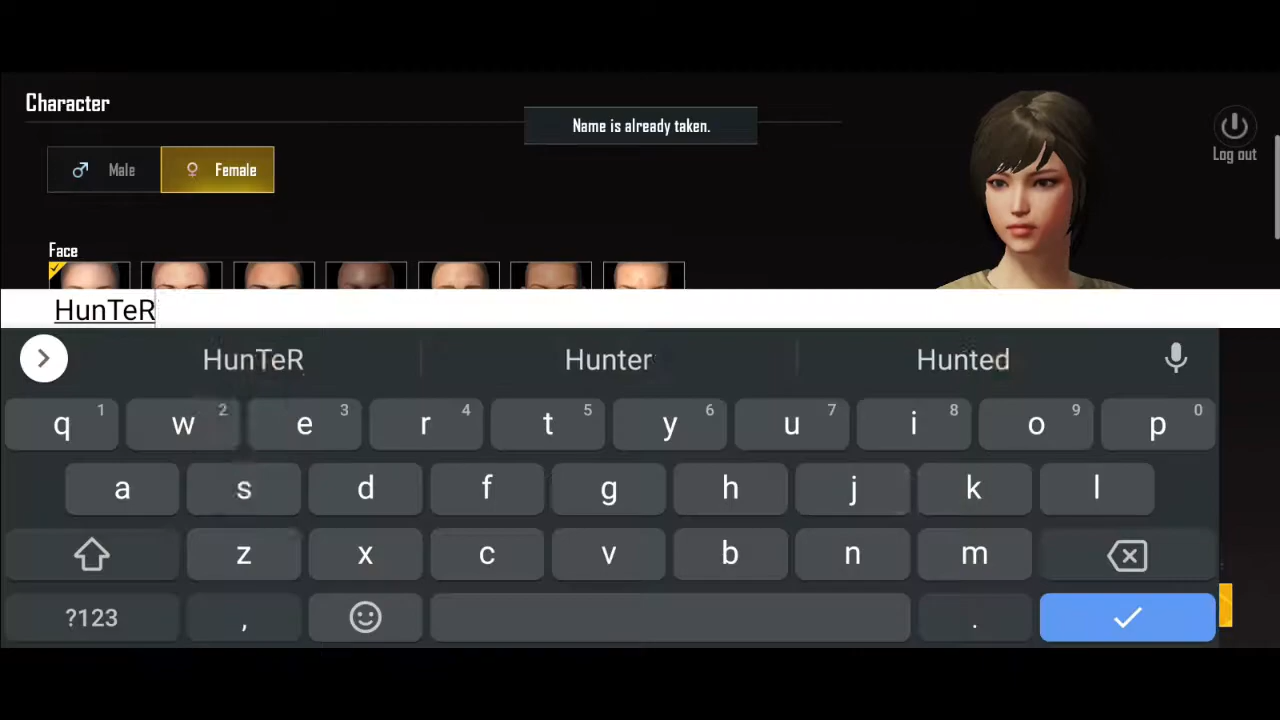 Character
Name is already taken.
Male Female
Log out
Face
HunTeR
HunTeR Hunter Hunted
q 1 w 2 e 3 r 4 t 5 y 6 u 7 i 8 o 9 p 0
a s d f g h j k l
z x c v b n m
?123 , .